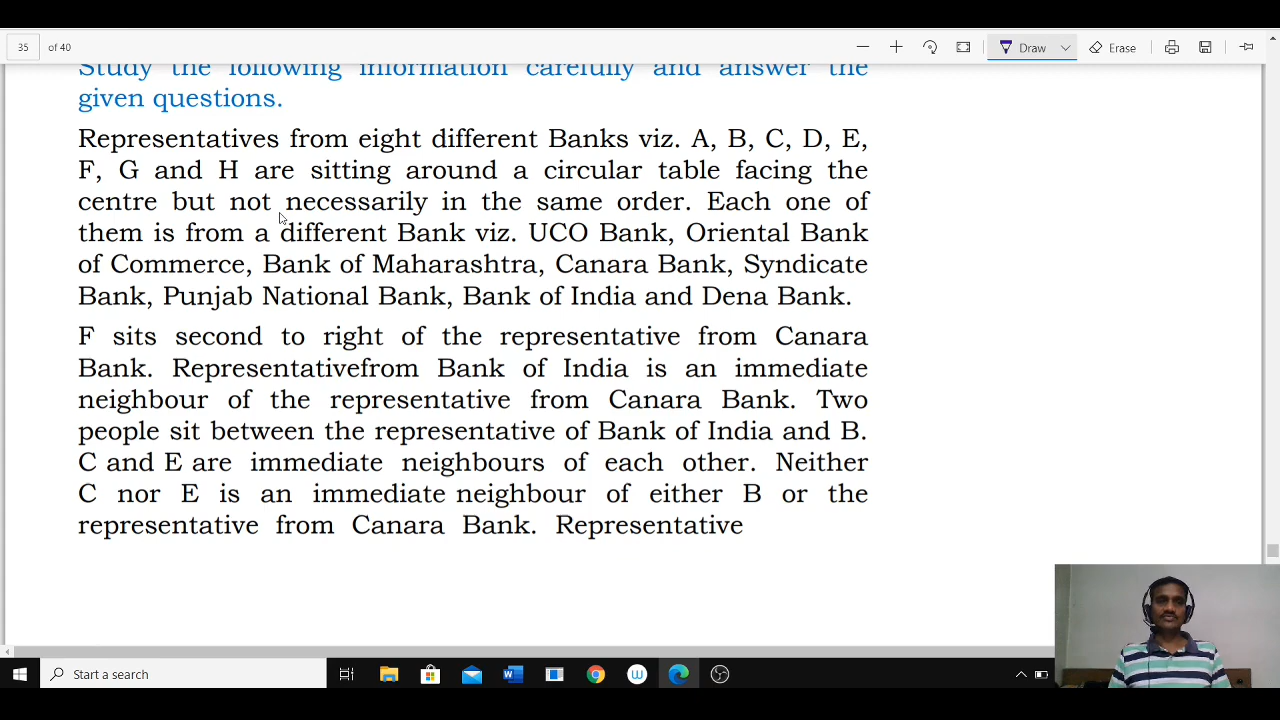 35 of 40
Draw
Erase
Study the following information carefully and answer the
given questions.
Representatives from eight different Banks viz. A, B, C, D, E,
F, G and H are sitting around a circular table facing the
centre but not necessarily in the same order. Each one of
them is from a different Bank viz. UCO Bank, Oriental Bank
of Commerce, Bank of Maharashtra, Canara Bank, Syndicate
Bank, Punjab National Bank, Bank of India and Dena Bank.
F sits second to right of the representative from Canara
Bank. Representativefrom Bank of India is an immediate
neighbour of the representative from Canara Bank. Two
people sit between the representative of Bank of India and B.
C and E are immediate neighbours of each other. Neither
C nor E is an immediate neighbour of either B or the
representative from Canara Bank. Representative
Start a search